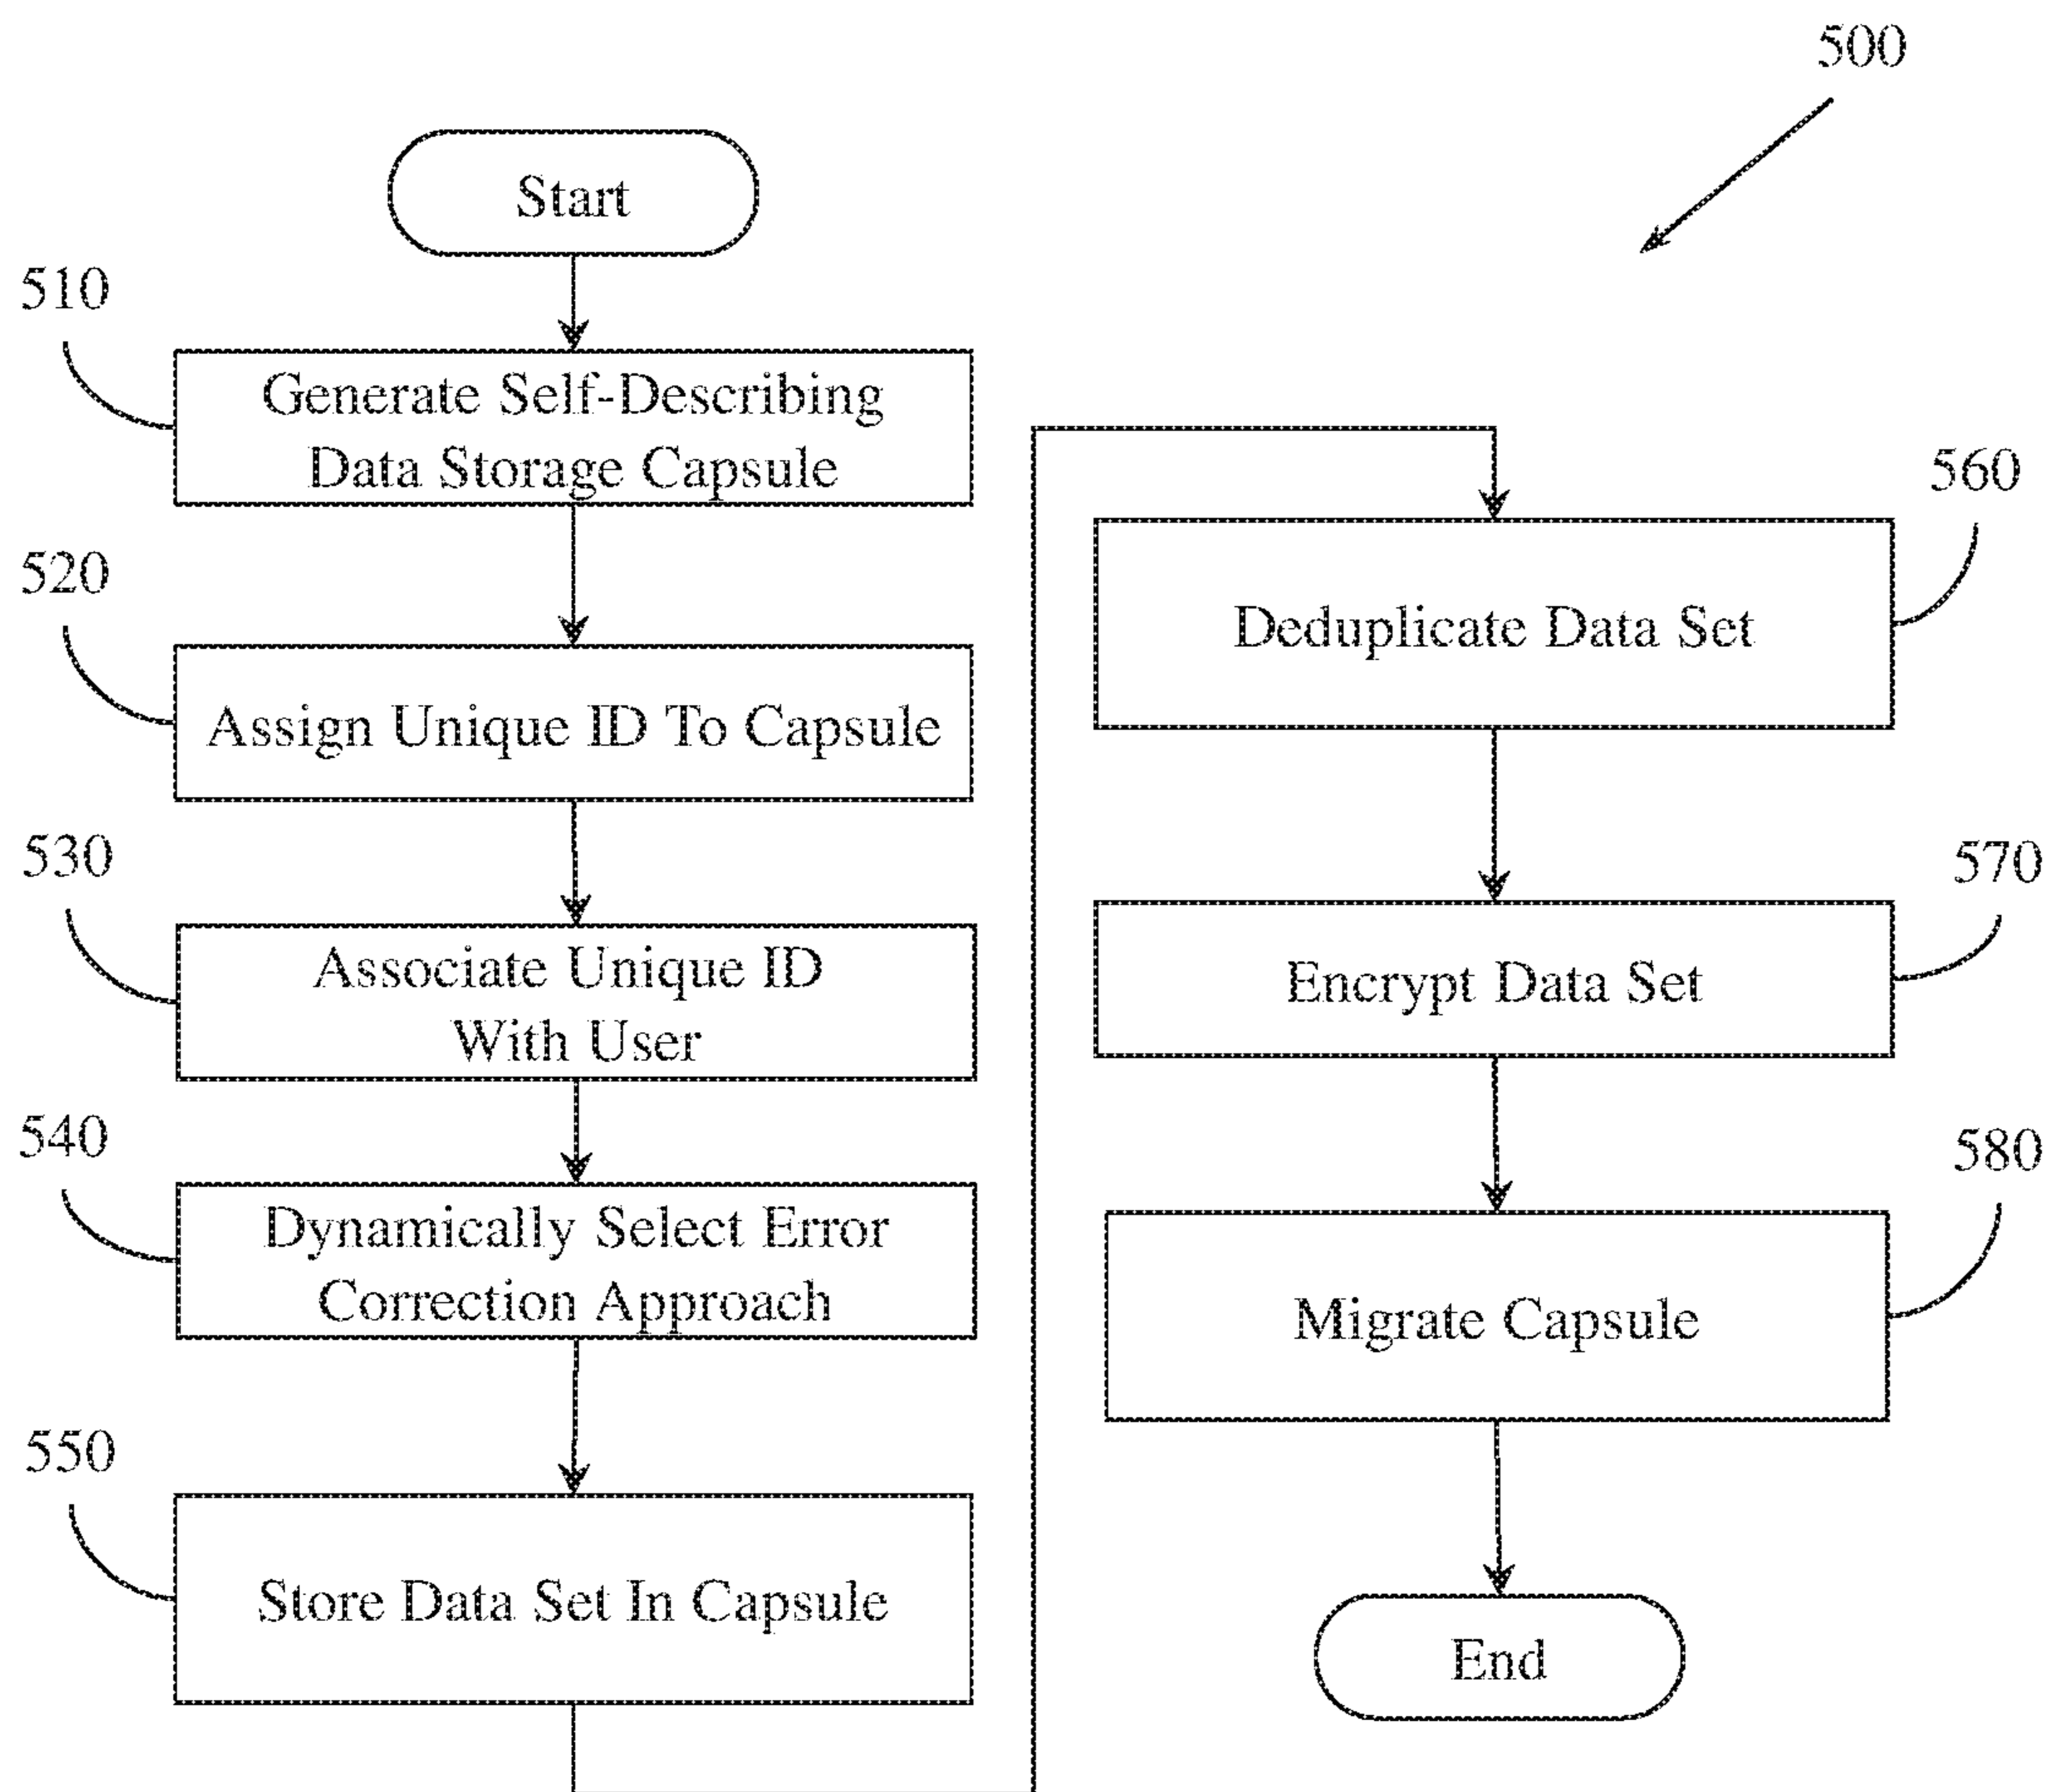 500
Start
510
Generate Self-Describing
Data Storage Capsule
520
Assign Unique ID To Capsule
530
Associate Unique ID
With User
540
Dynamically Select Error
Correction Approach
550
Store Data Set In Capsule
560
Deduplicate Data Set
570
Encrypt Data Set
580
Migrate Capsule
End